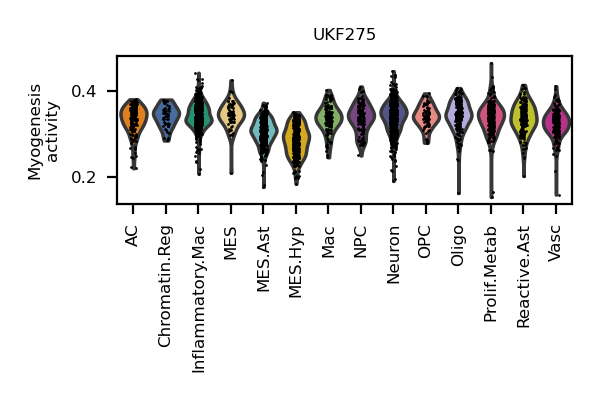 UKF275
Myogenesis
activity
0.4
0.2
AC
Chromatin.Reg
Inflammatory.Mac
MES
MES.Ast
MES.Hyp
Mac
NPC
Neuron
OPC
Oligo
Prolif.Metab
Reactive.Ast
Vasc